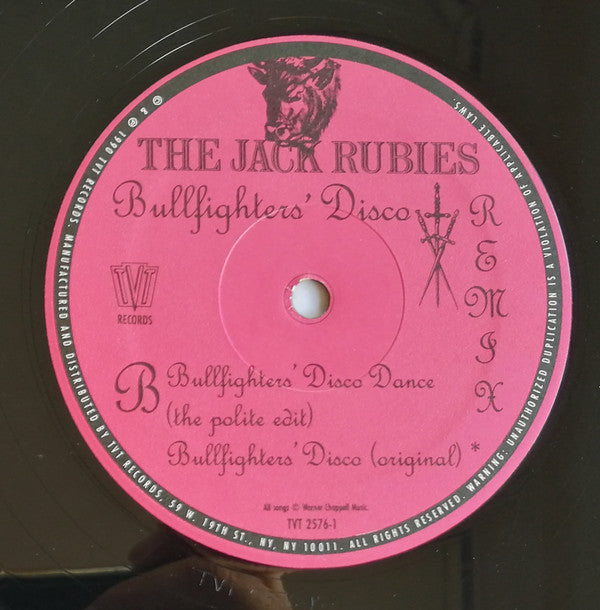 THE JACK RUBIES
Bullfighters' Disco
REMIX
TVT
RECORDS
B
Bullfighters' Disco Dance
(the polite edit)
Bullfighters' Disco (original) *
All songs © Warner Chappell Music.
TVT 2576-1
℗ & © 1990 TVT RECORDS. MANUFACTURED AND DISTRIBUTED BY TVT RECORDS, 59 W. 19TH ST., NY, NY 10011. ALL RIGHTS RESERVED. WARNING: UNAUTHORIZED DUPLICATION IS A VIOLATION OF APPLICABLE LAWS.
TVT